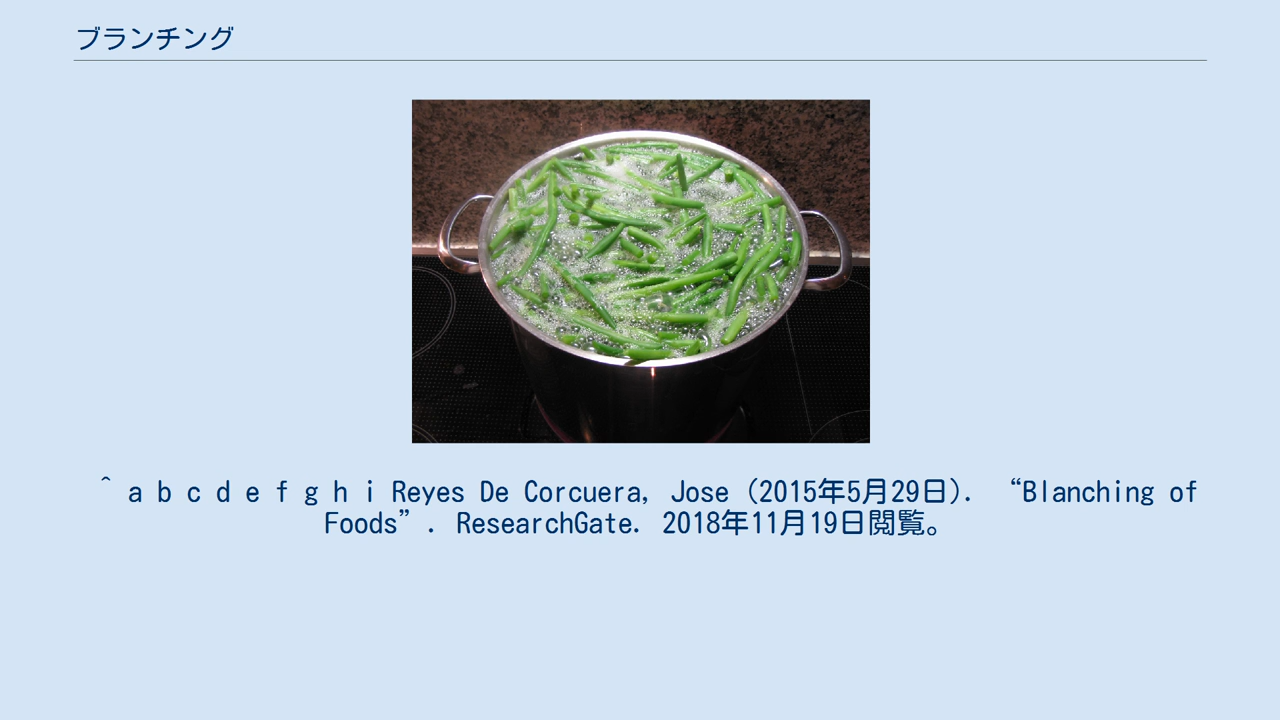 ブランチング
^ a b c d e f g h i Reyes De Corcuera, Jose (2015年5月29日). “Blanching of
Foods”. ResearchGate. 2018年11月19日閲覧。